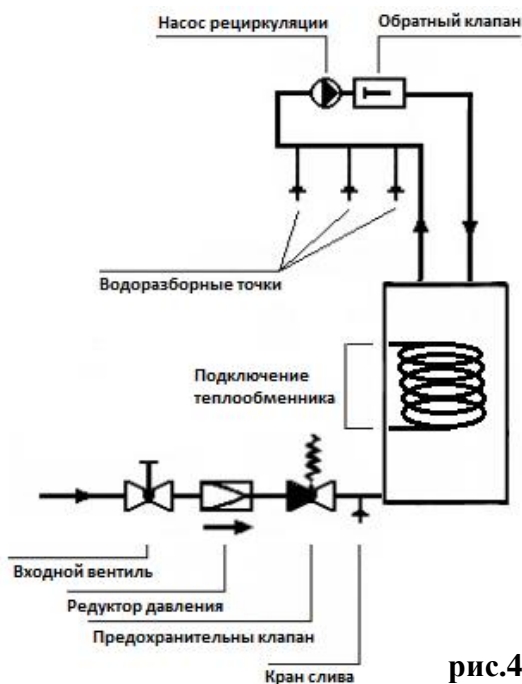 Насос рециркуляции
Обратный клапан
Водоразборные точки
Подключение
теплообменника
Входной вентиль
Редуктор давления
Предохранительны клапан
Кран слива
рис.4